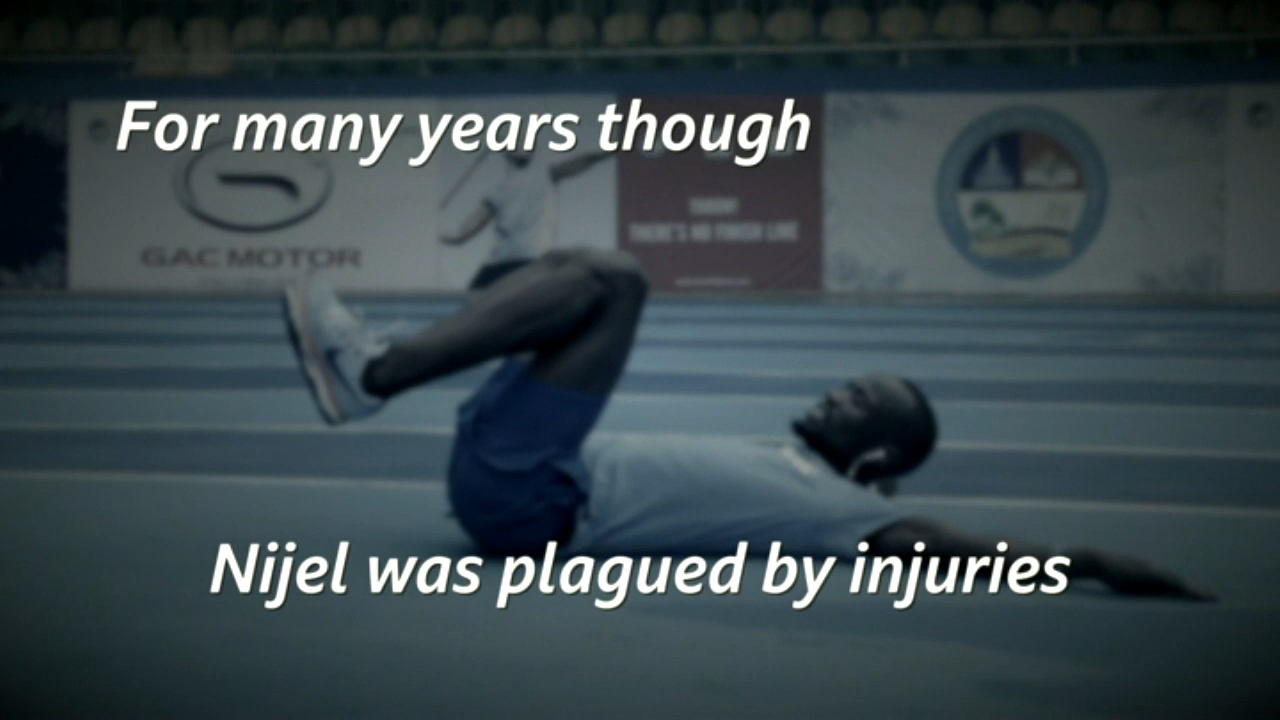 For many years though
GAC MOTOR
THERE'S NO FINISH LINE
Nijel was plagued by injuries